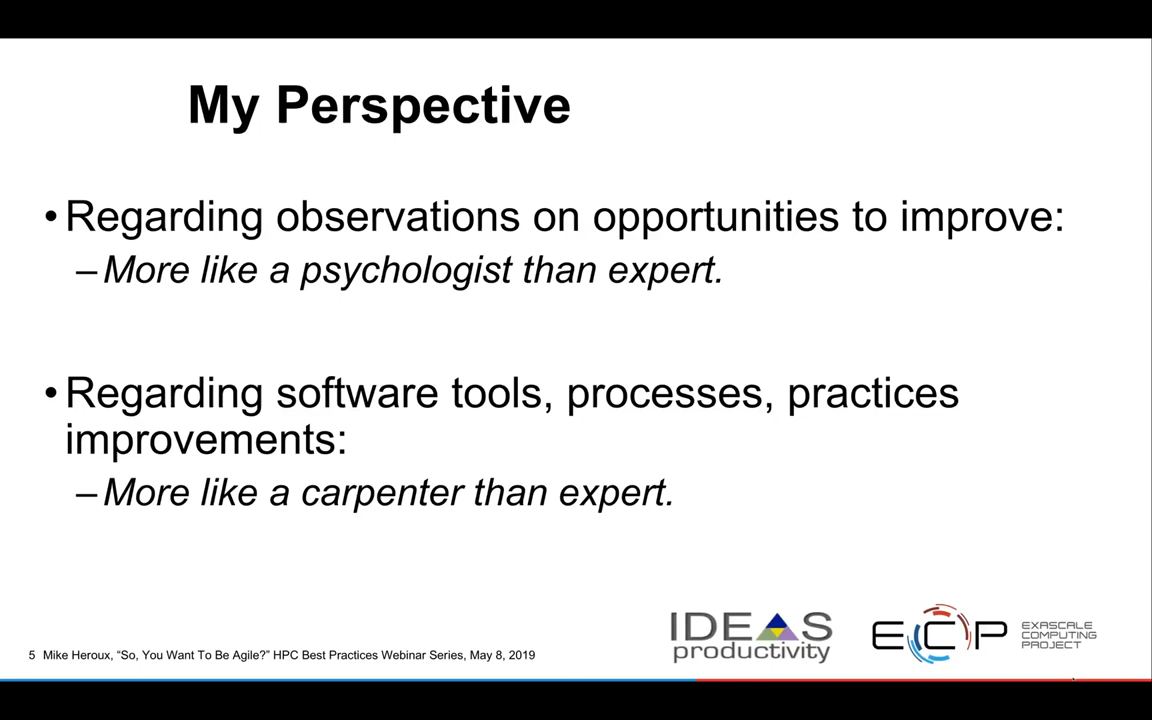 My Perspective
•Regarding observations on opportunities to improve:
–More like a psychologist than expert.
•Regarding software tools, processes, practices
improvements:
–More like a carpenter than expert.
IDEAS
productivity
ECP
EXASCALE
COMPUTING
PROJECT
5 Mike Heroux, “So, You Want To Be Agile?” HPC Best Practices Webinar Series, May 8, 2019